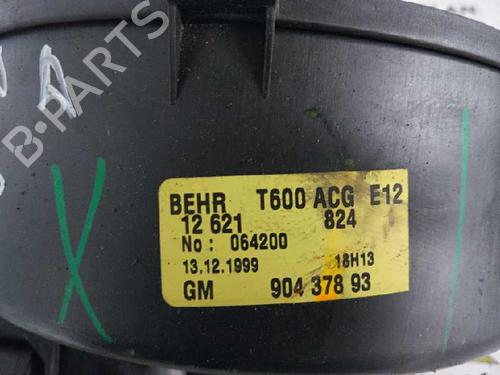 B-PARTS
BEHR T600 ACG E12
12 621 824
No: 064200
13.12.1999 18H13
GM 904 378 93